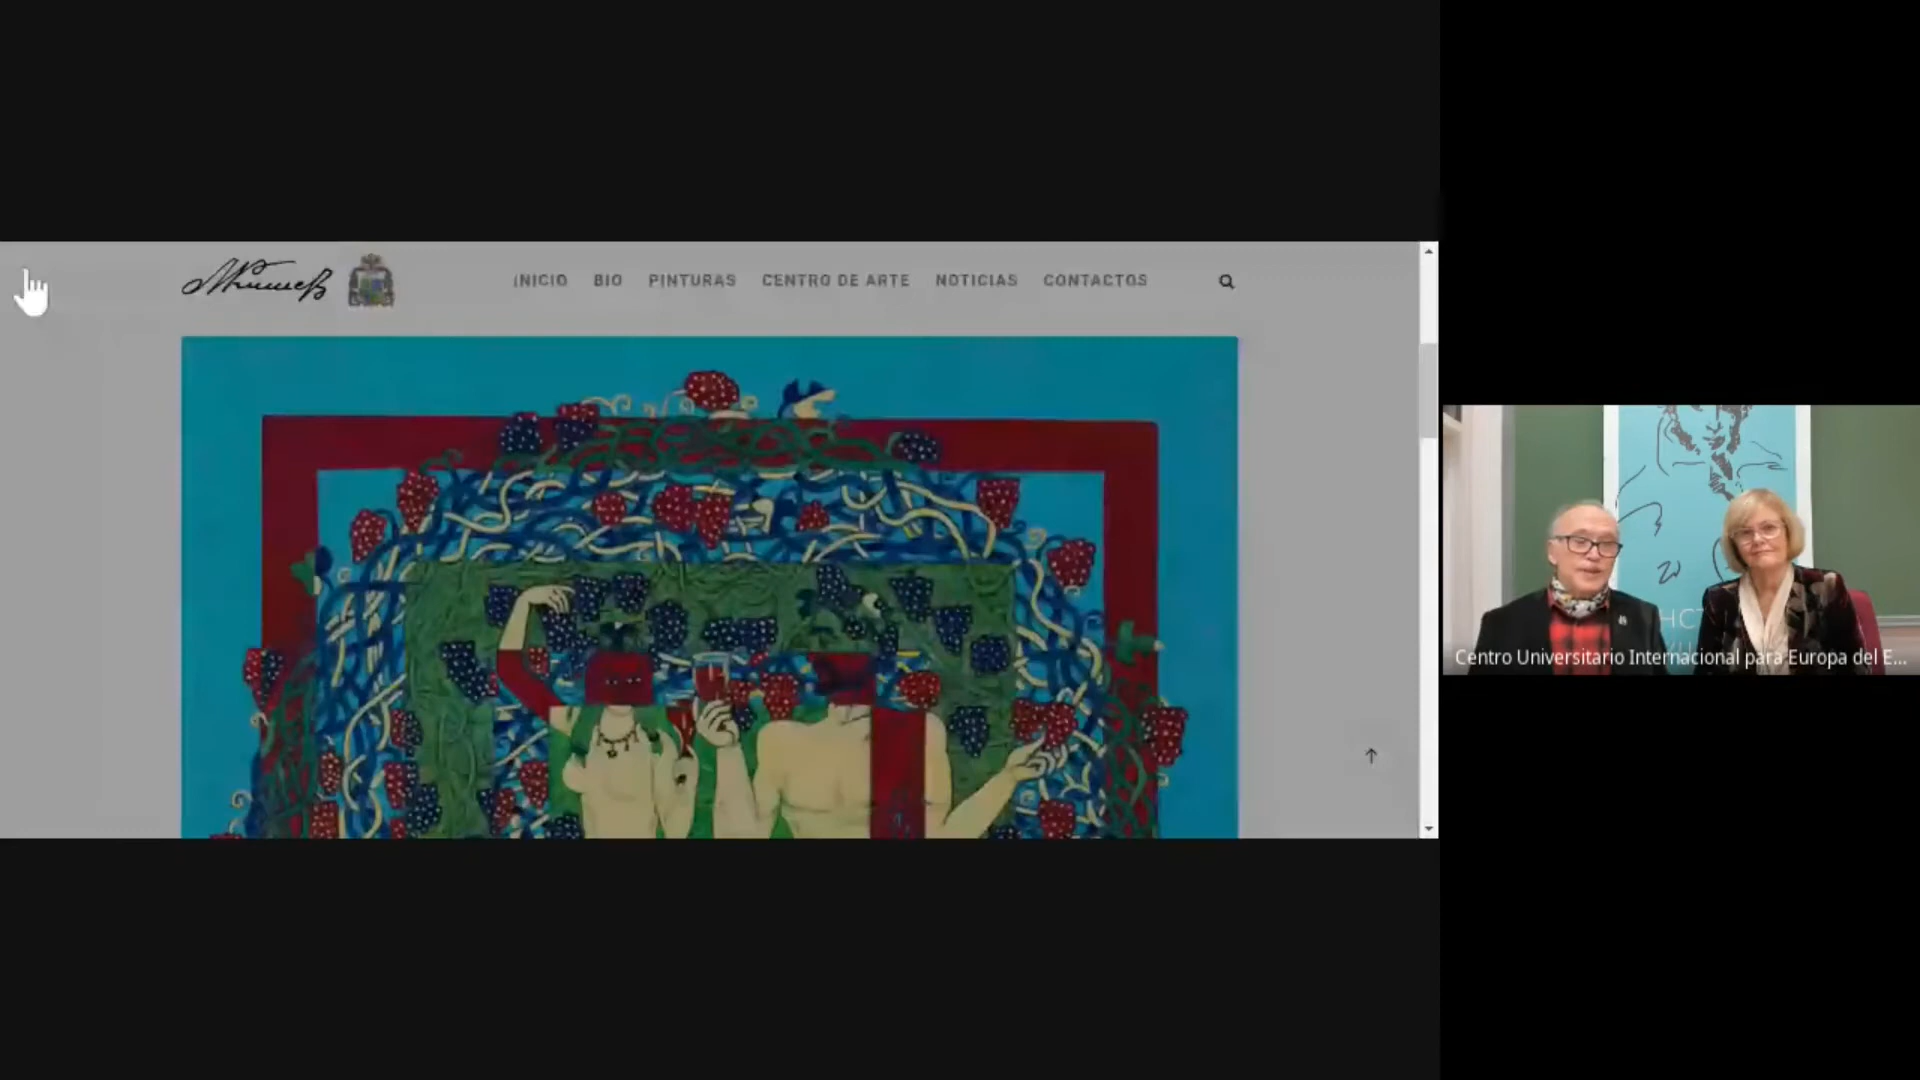 INICIO BIO PINTURAS CENTRO DE ARTE NOTICIAS CONTACTOS
Centro Universitario Internacional para Europa del E...